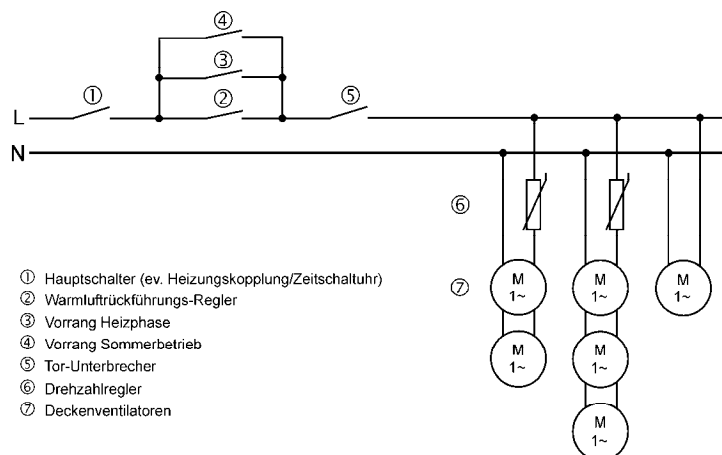 ④
③
①
②
⑤
L
N
⑥
⑦
M
1~
M
1~
M
1~
M
1~
M
1~
M
1~
① Hauptschalter (ev. Heizungskopplung/Zeitschaltuhr)
② Warmluftrückführungs-Regler
③ Vorrang Heizphase
④ Vorrang Sommerbetrieb
⑤ Tor-Unterbrecher
⑥ Drehzahlregler
⑦ Deckenventilatoren